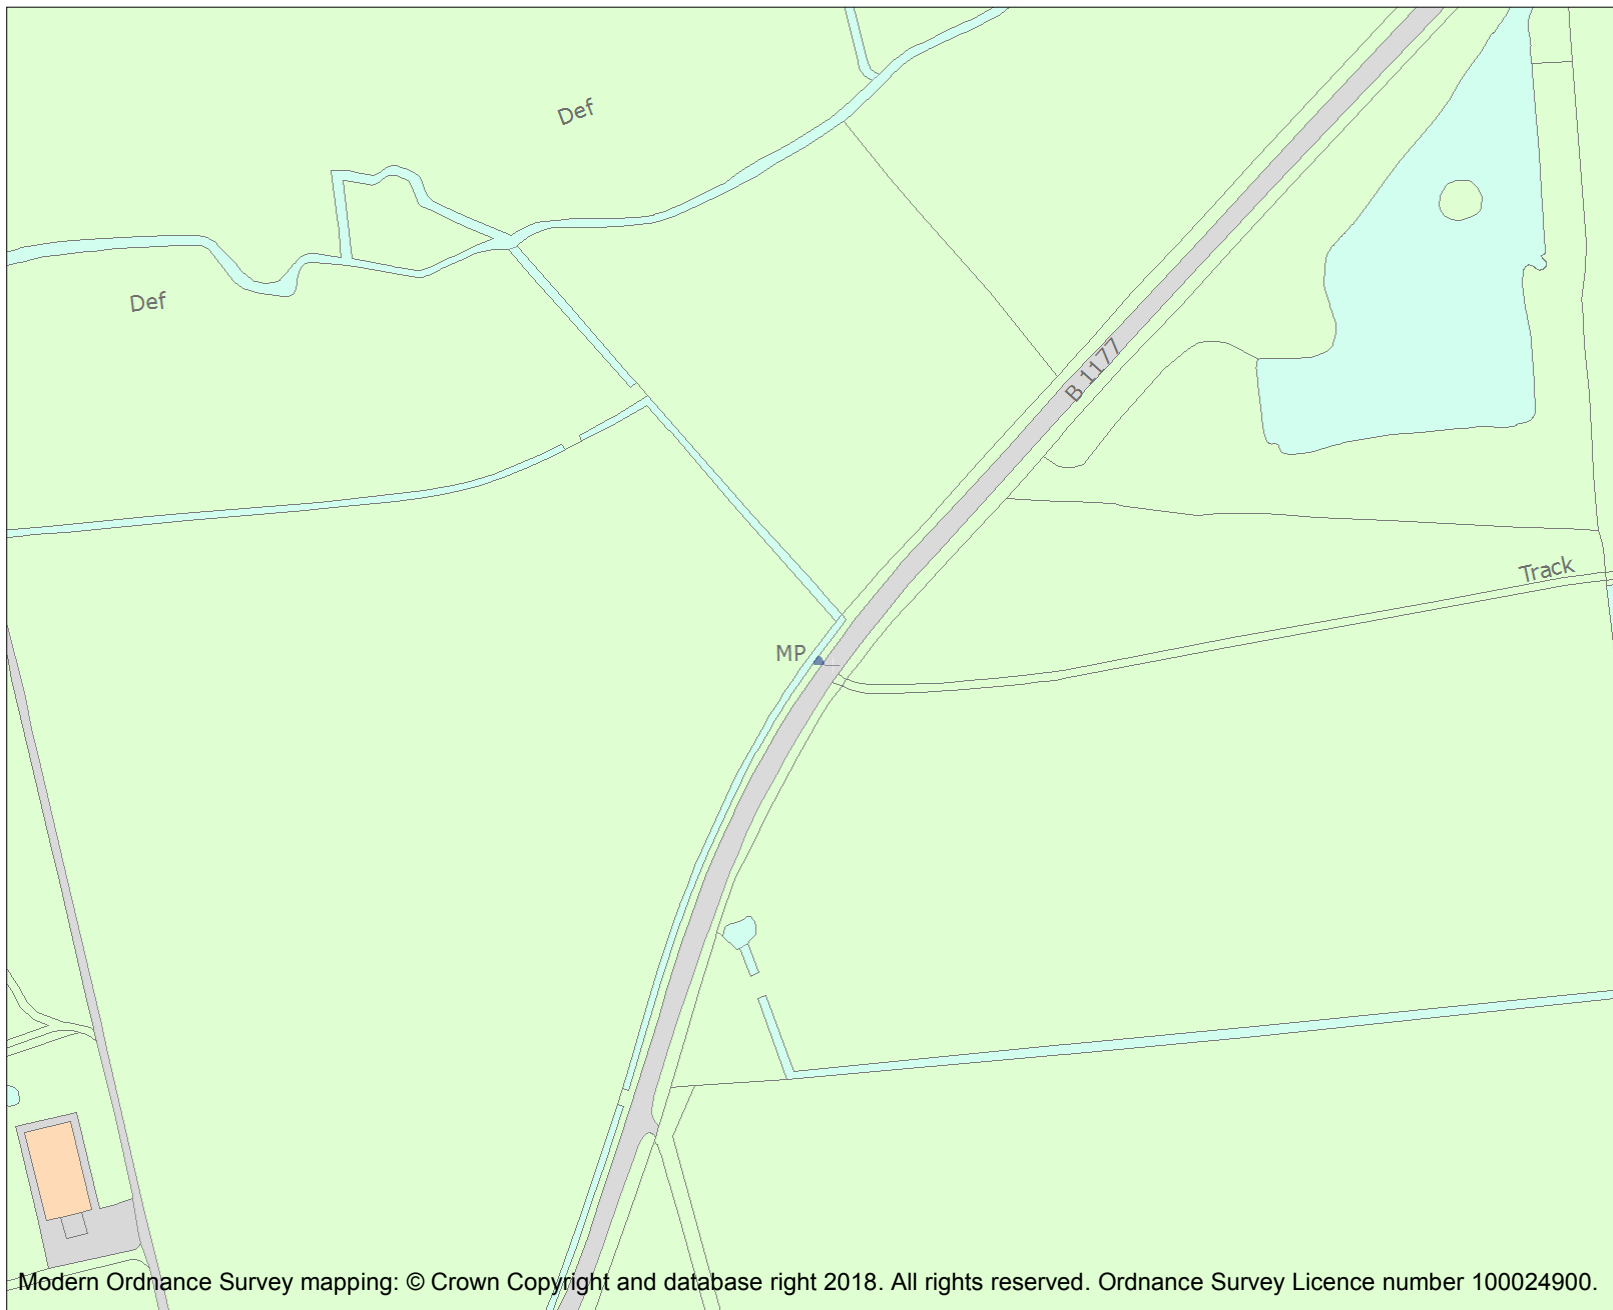 Def
Def
B 1177
Track
MP
Modern Ordnance Survey mapping: © Crown Copyright and database right 2018. All rights reserved. Ordnance Survey Licence number 100024900.